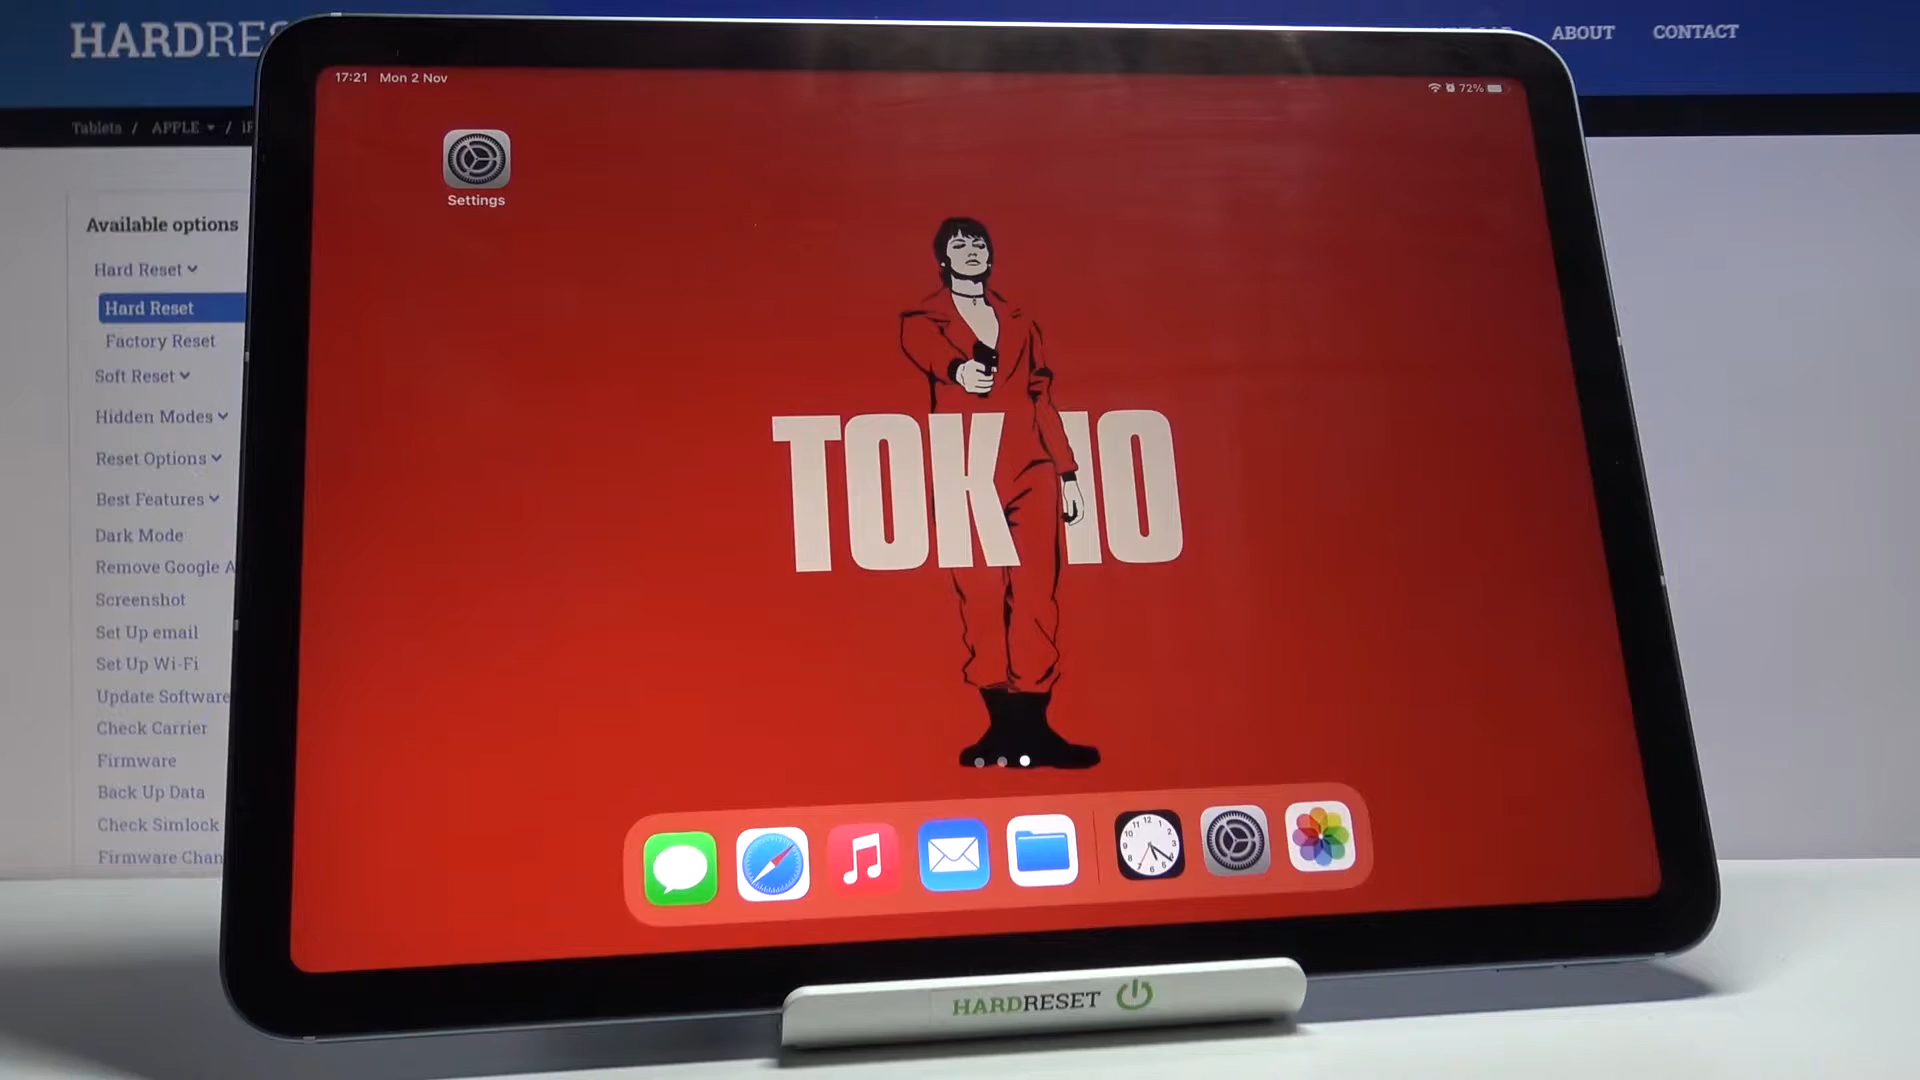 HARDRES
ABOUT
CONTACT
Tablets / APPLE /
17:21 Mon 2 Nov
72%
Settings
TOKIO
Available options
Hard Reset
Hard Reset
Factory Reset
Soft Reset
Hidden Modes
Reset Options
Best Features
Dark Mode
Remove Google A
Screenshot
Set Up email
Set Up Wi-Fi
Update Software
Check Carrier
Firmware
Back Up Data
Check Simlock
Firmware Chan
HARDRESET